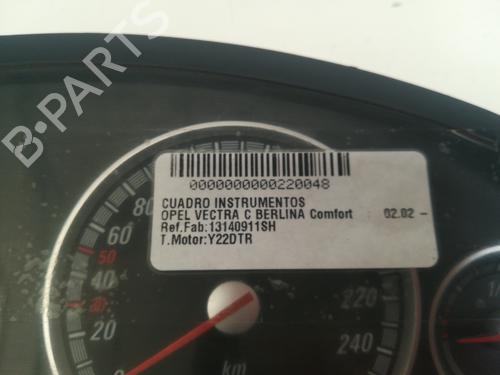 B-PARTS
0000000000220048
CUADRO INSTRUMENTOS
OPEL VECTRA C BERLINA Comfort 02.02 -
Ref.Fab:13140911SH
T.Motor:Y22DTR
80
60
50
40
30
20
220
240
km